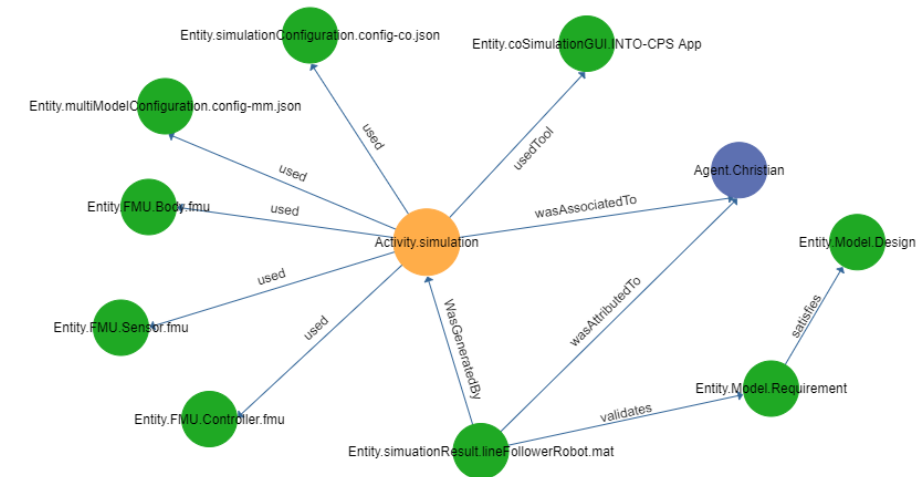 Entity.simulationConfiguration.config-co.json
Entity.coSimulationGUI.INTO-CPS App
Entity.multiModelConfiguration.config-mm.json
used
usedTool
used
Agent.Christian
Entity.FMU.Body.fmu
used
wasAssociatedTo
Activity.simulation
Entity.Model.Design
used
Entity.FMU.Sensor.fmu
used
WasGeneratedBy
wasAttributedTo
satisfies
Entity.Model.Requirement
Entity.FMU.Controller.fmu
validates
Entity.simuationResult.lineFollowerRobot.mat